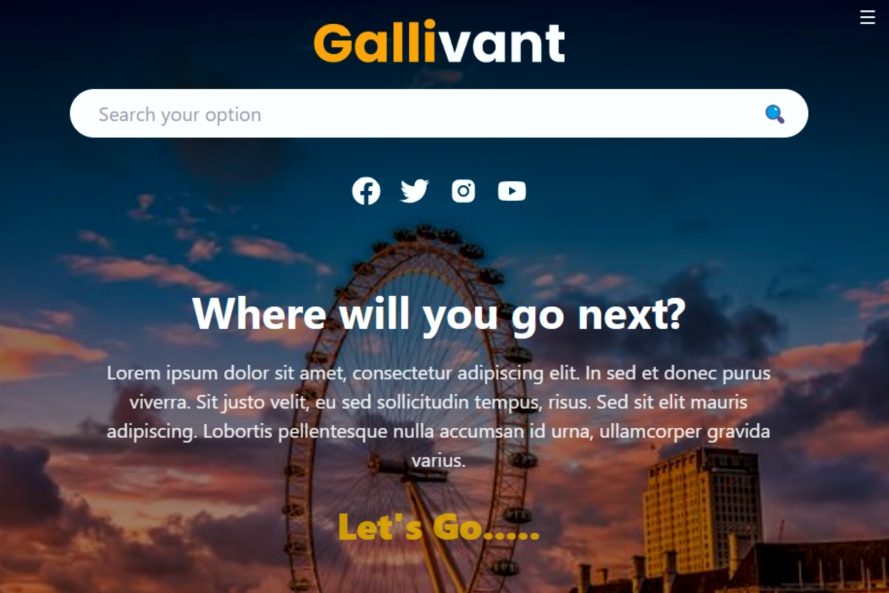 Gallivant
Search your option
Where will you go next?
Lorem ipsum dolor sit amet, consectetur adipiscing elit. In sed et donec purus
viverra. Sit justo velit, eu sed sollicitudin tempus, risus. Sed sit elit mauris
adipiscing. Lobortis pellentesque nulla accumsan id urna, ullamcorper gravida
varius.
Let's Go.....